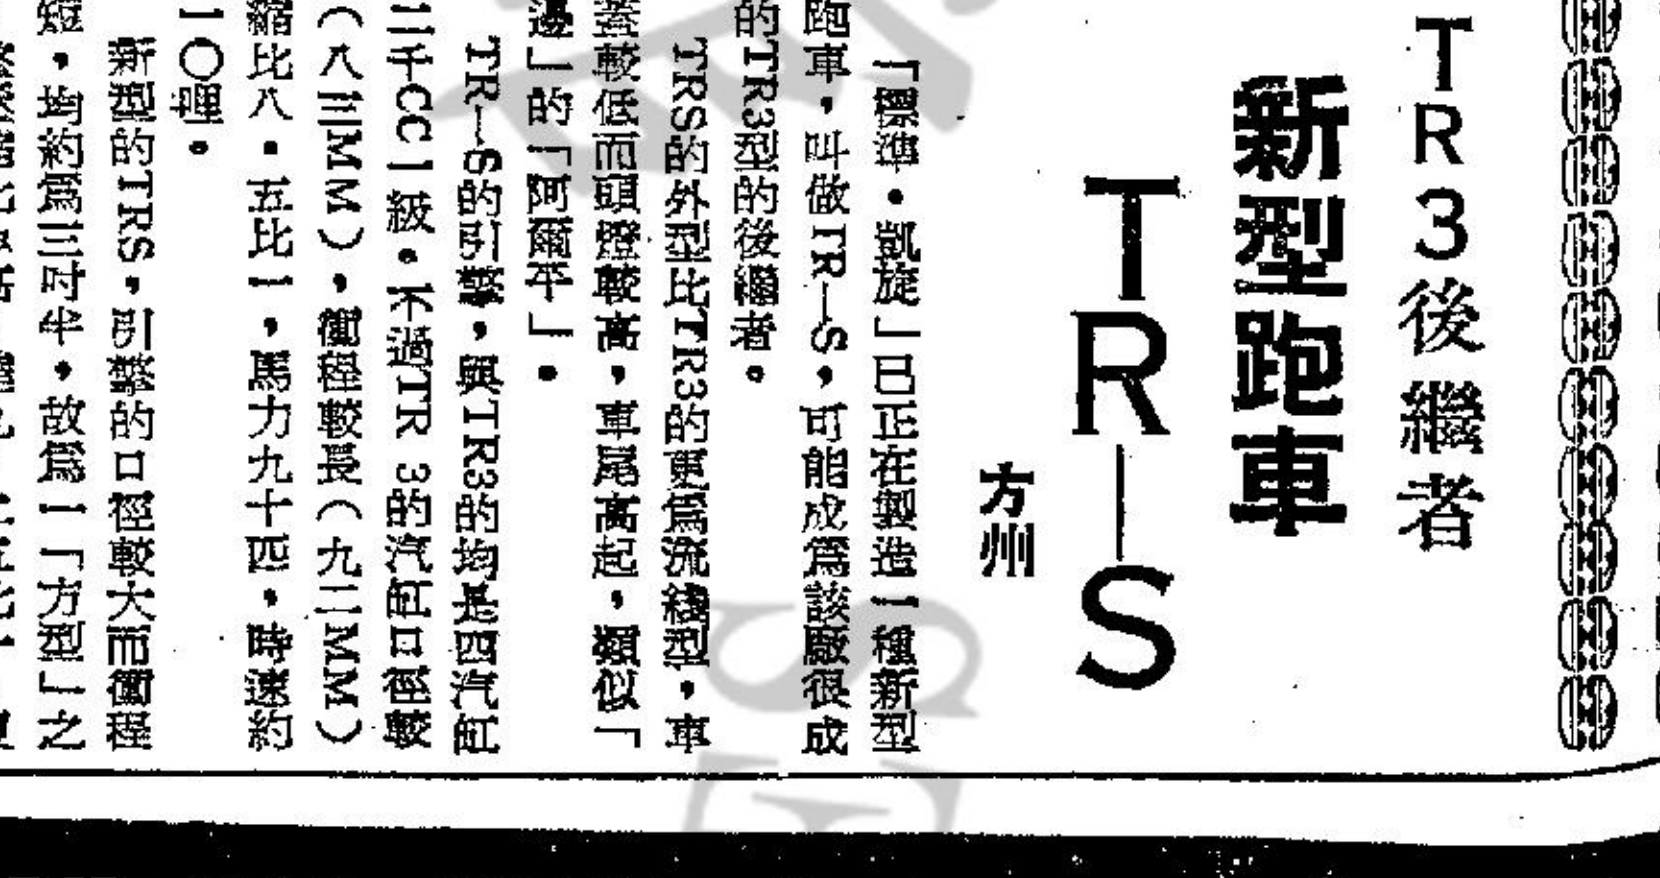 TR3後繼者
新型跑車
TR—S
方州
「標準・凱旋」已正在製造一種新型
跑車，叫做TR—S，可能成爲該廠很成
的TR3型的後繼者。
TRS的外型比TR3的更爲流綫型，車
蓋較低而頭燈較高，車尾高起，類似「
邊」的「阿爾平」。
TR—S的引擎，與TR3的均是四汽缸
二千CC1級。不過TR 3的汽缸口徑較
（八三MM），衝程較長（九二MM）
縮比八・五比一，馬力九十四，時速約
一〇哩。
新型的TRS，引擎的口徑較大而衝程
短，均約爲三吋半，故爲一「方型」之